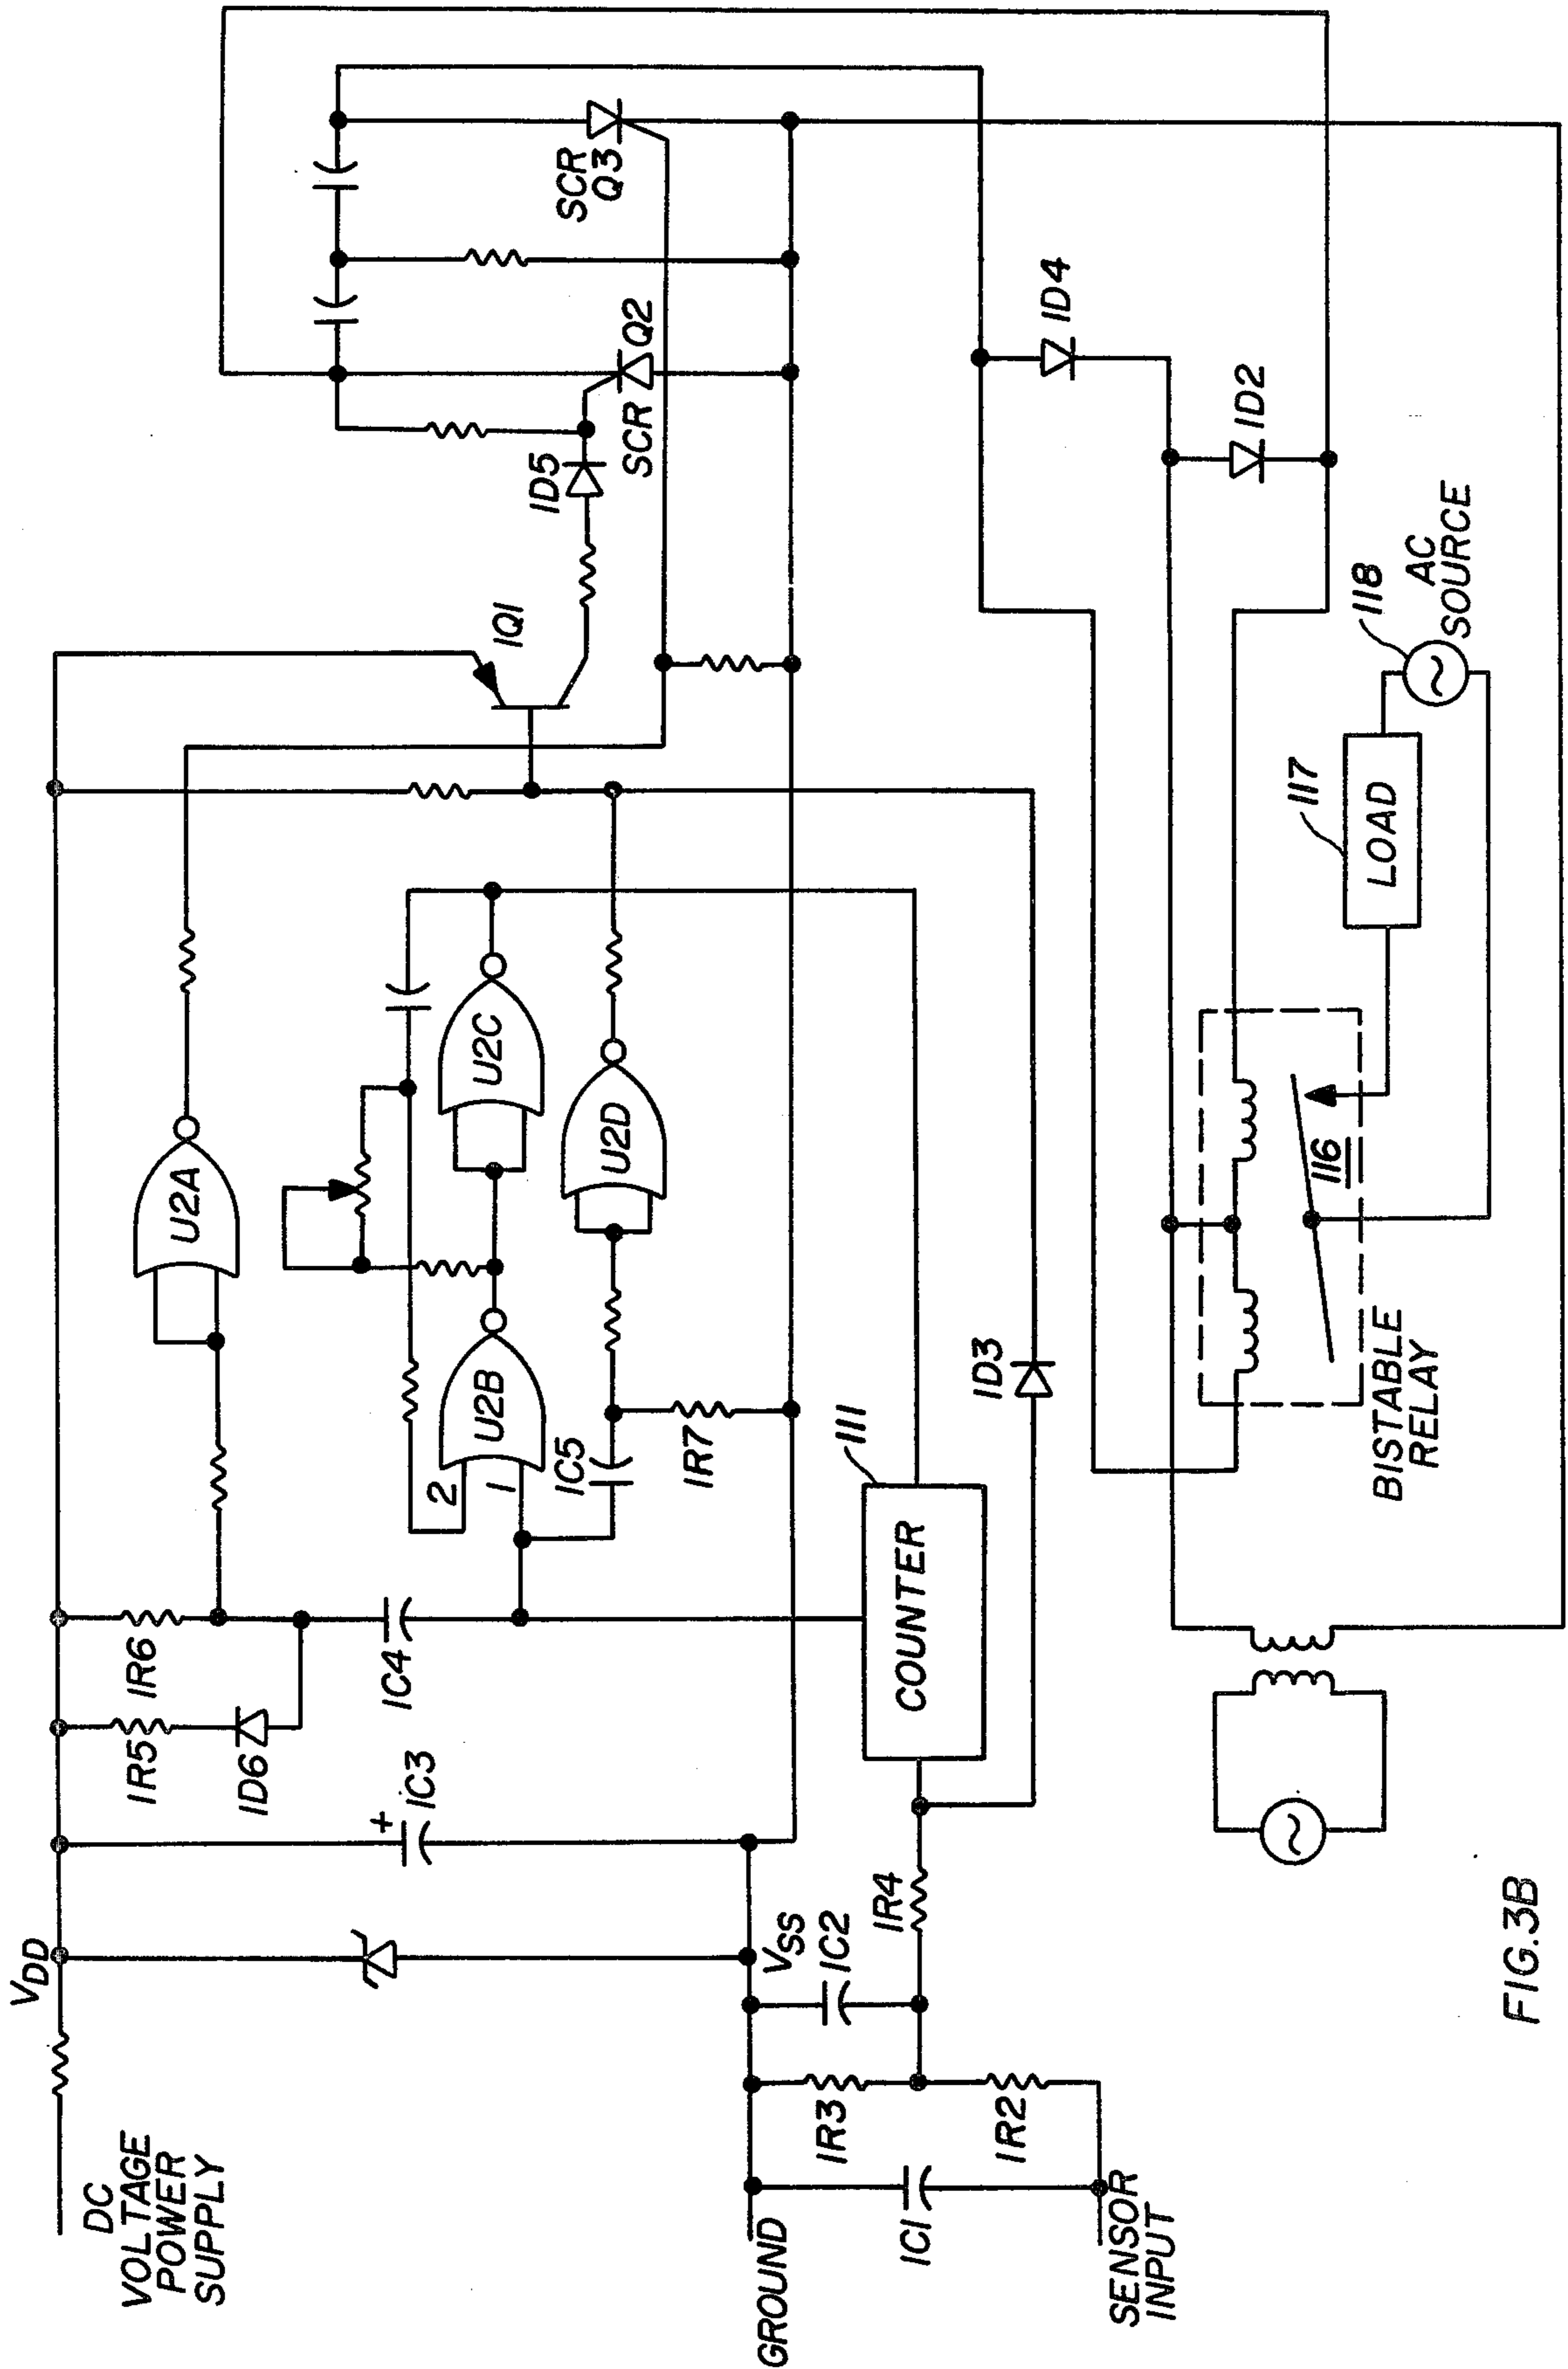 DC
VOLTAGE
POWER
SUPPLY
VDD
GROUND
VSS
SENSOR
INPUT
IC1
IR3
IR2
IC2
IR4
IC3
+
IR5
ID6
IR6
IC4
U2A
U2B
2
1
U2C
IC5
U2D
IR7
COUNTER
111
ID3
IQ1
ID5
SCR
Q2
SCR
Q3
ID4
ID2
BISTABLE
RELAY
116
LOAD
117
118
AC
SOURCE
FIG.3B